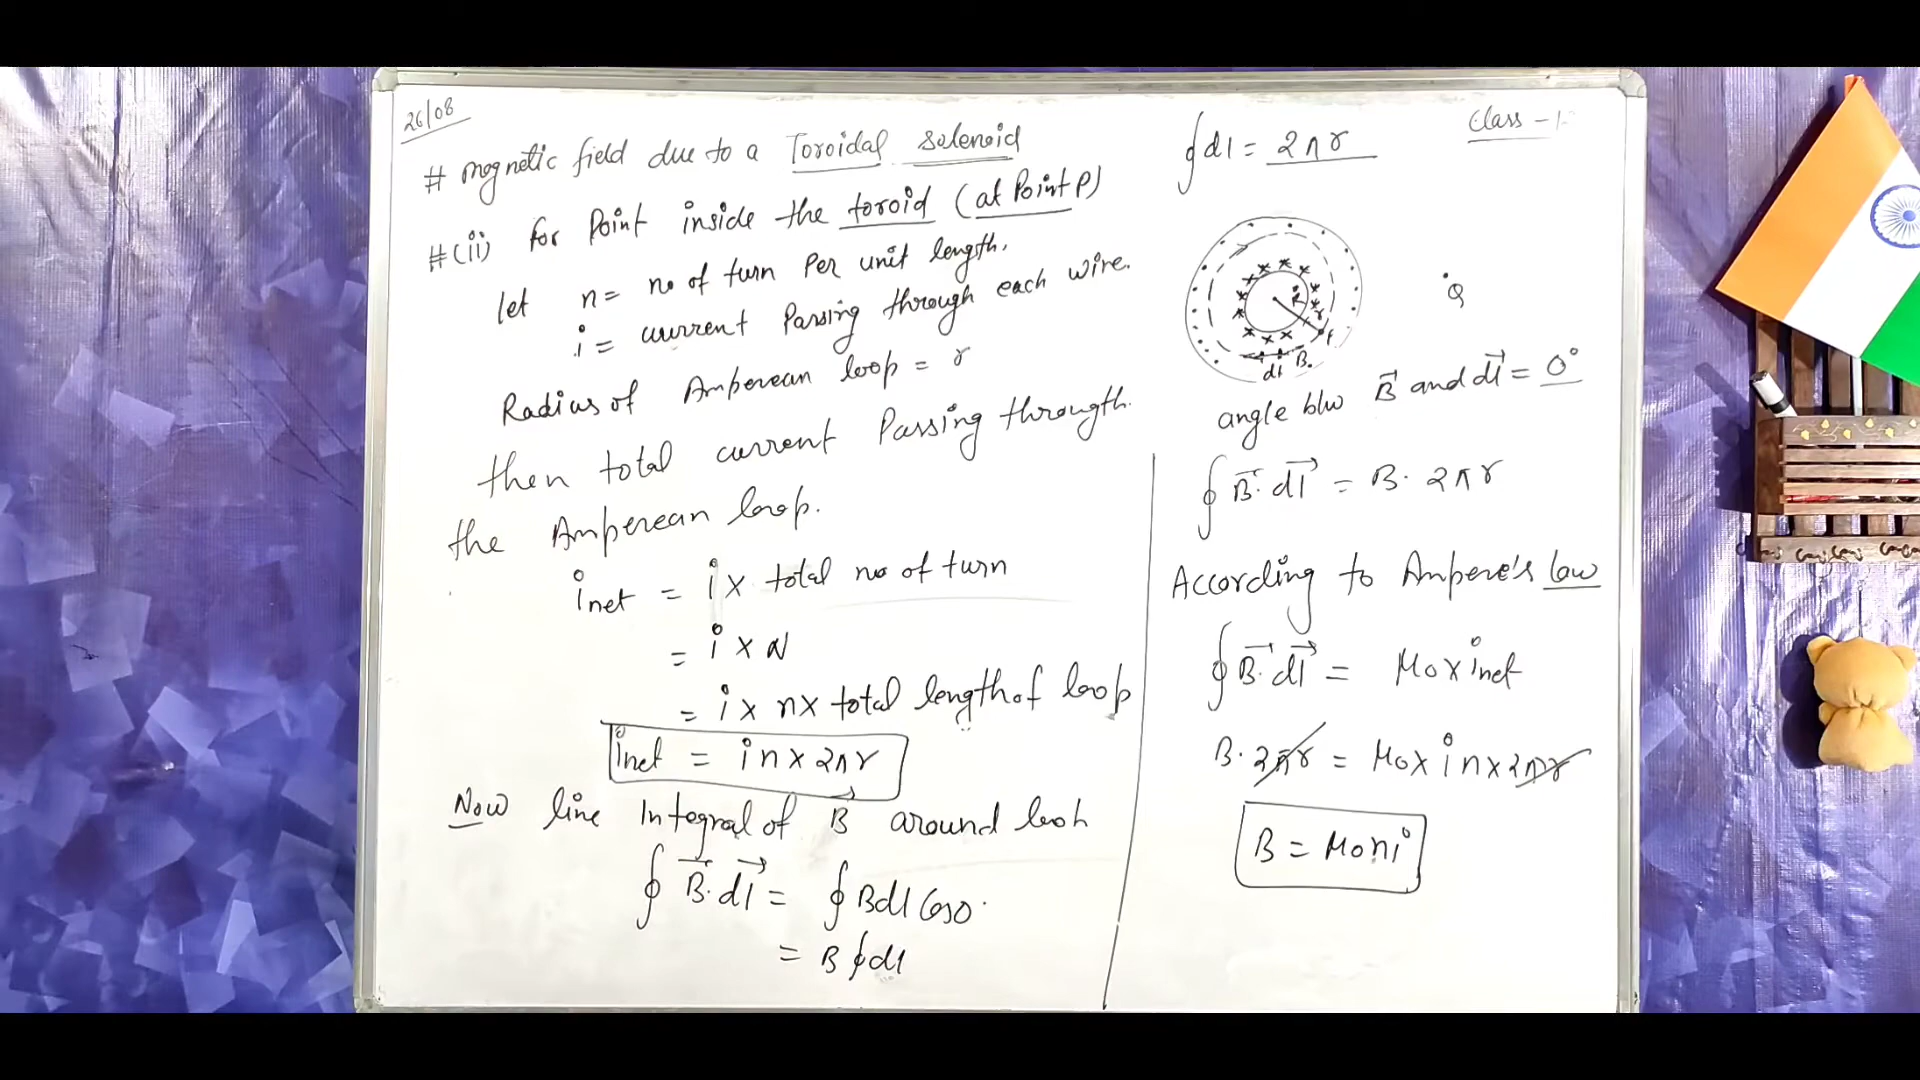 26/08
# magnetic field due to a Toroidal Solenoid
#(ii) for Point inside the toroid (at Point P)
let n = no of turn Per unit length.
i = current Passing through each wire.
Radius of Amperean loop = r
then total current Passing throughth.
the Amperean loop.
inet = i x total no of turn
= i x N
= i x n x total length of loop
inet = in x 2πr
Now line Integral of B⃗ around looh
∮ B⃗. dl⃗ = ∮ Bdl Cos0
= B ∮dl
∮dl = 2πr
Class -
Q
r
P
dl B.
angle b/w B⃗ and dl⃗ = 0°
∮ B⃗. dl⃗ = B. 2πr
According to Ampere's law
∮ B⃗. dl⃗ = μo x inet
B. 2πr = μo x in x 2πr
B = μoni